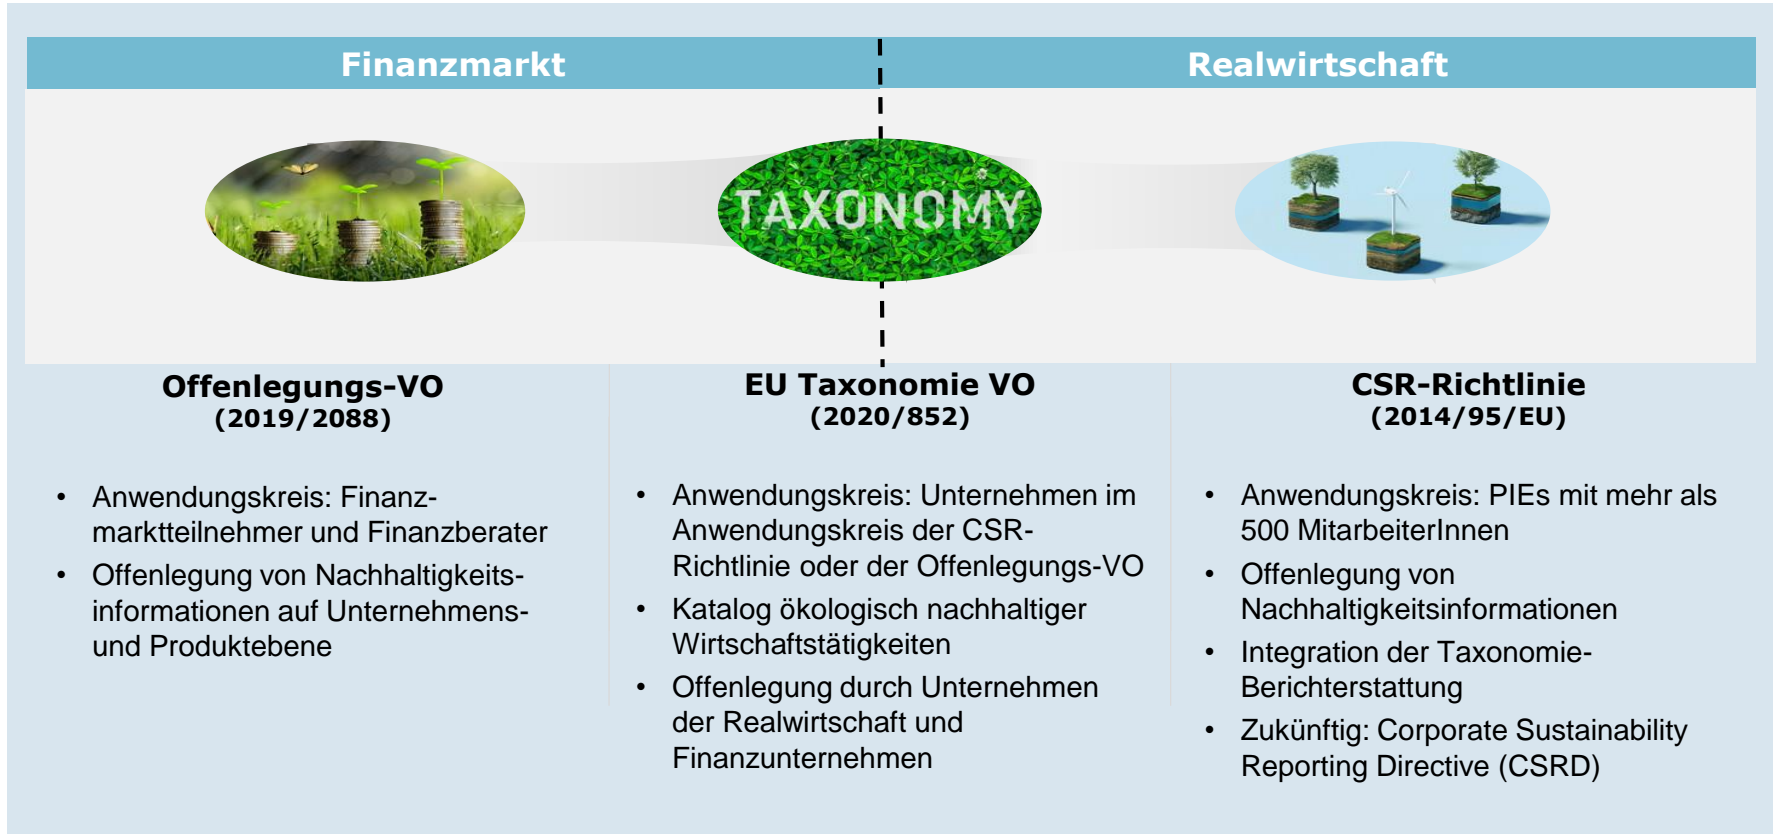 Finanzmarkt
Realwirtschaft
TAXONOMY
Offenlegungs-VO
(2019/2088)
• Anwendungskreis: Finanz-
marktteilnehmer und Finanzberater
• Offenlegung von Nachhaltigkeits-
informationen auf Unternehmens-
und Produktebene
EU Taxonomie VO
(2020/852)
• Anwendungskreis: Unternehmen im
Anwendungskreis der CSR-
Richtlinie oder der Offenlegungs-VO
• Katalog ökologisch nachhaltiger
Wirtschaftstätigkeiten
• Offenlegung durch Unternehmen
der Realwirtschaft und
Finanzunternehmen
CSR-Richtlinie
(2014/95/EU)
• Anwendungskreis: PIEs mit mehr als
500 MitarbeiterInnen
• Offenlegung von
Nachhaltigkeitsinformationen
• Integration der Taxonomie-
Berichterstattung
• Zukünftig: Corporate Sustainability
Reporting Directive (CSRD)